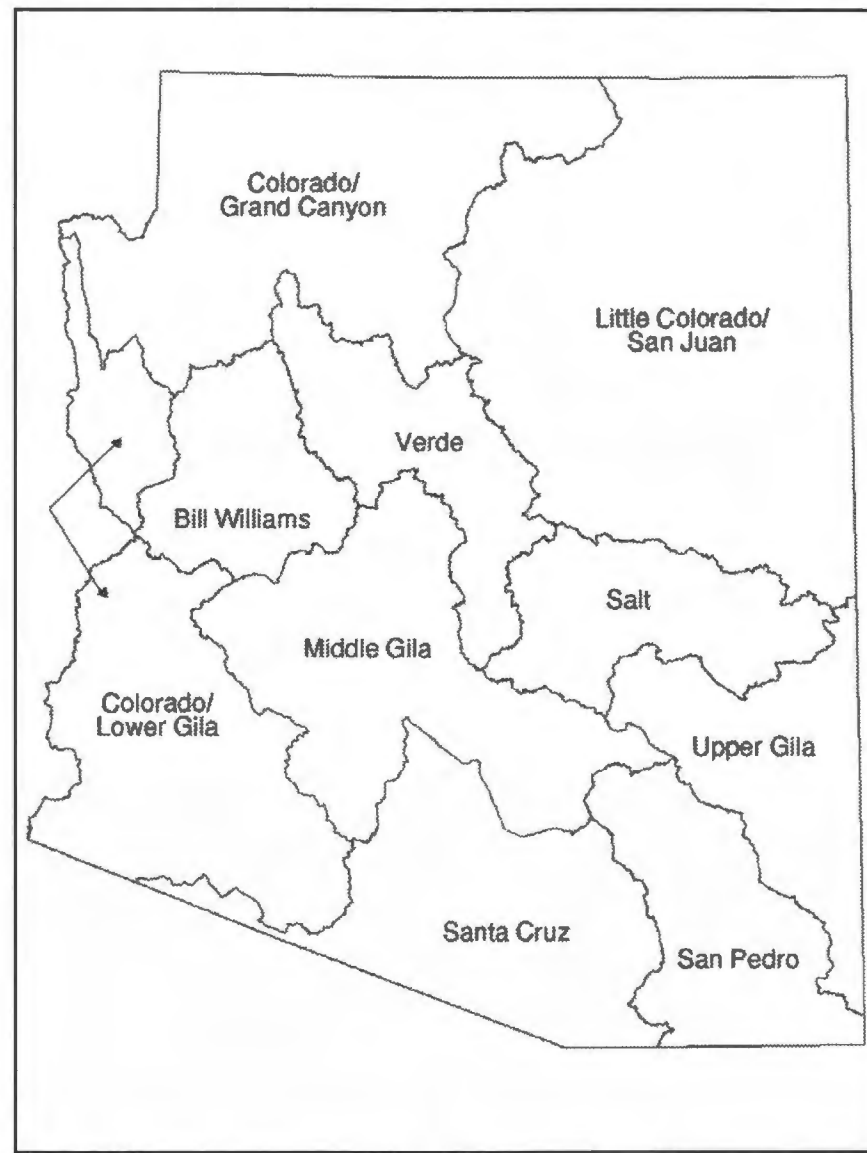 Colorado/
Grand Canyon
Little Colorado/
San Juan
Verde
Bill Williams
Salt
Middle Gila
Colorado/
Lower Gila
Upper Gila
Santa Cruz
San Pedro